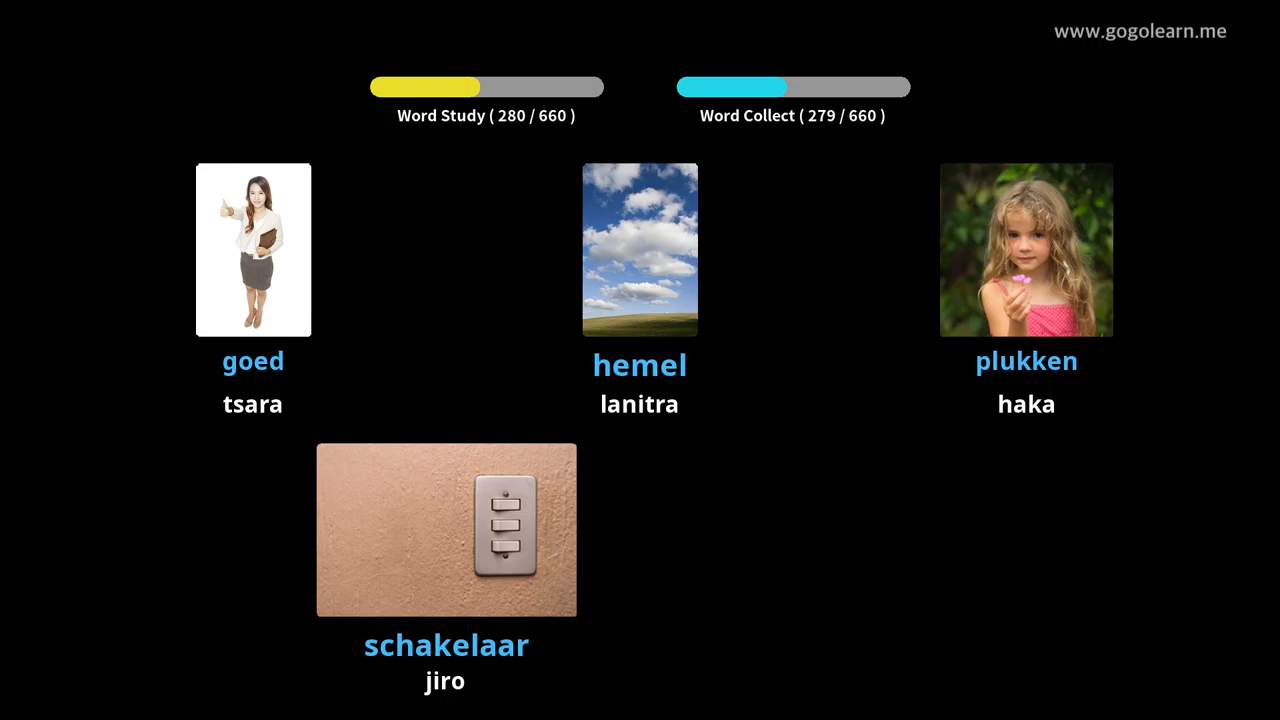 www.gogolearn.me
Word Study ( 280 / 660 )
Word Collect ( 279 / 660 )
goed
hemel
plukken
tsara
lanitra
haka
schakelaar
jiro